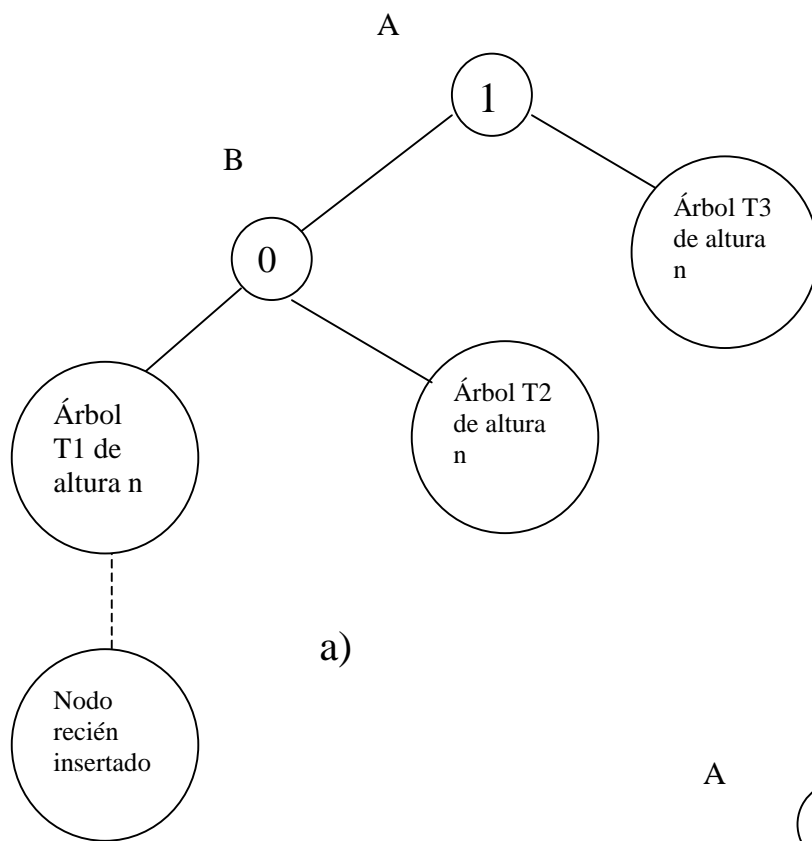 A
1
B
Árbol T3
de altura
n
0
Árbol
T1 de
altura n
Árbol T2
de altura
n
a)
Nodo
recién
insertado
A